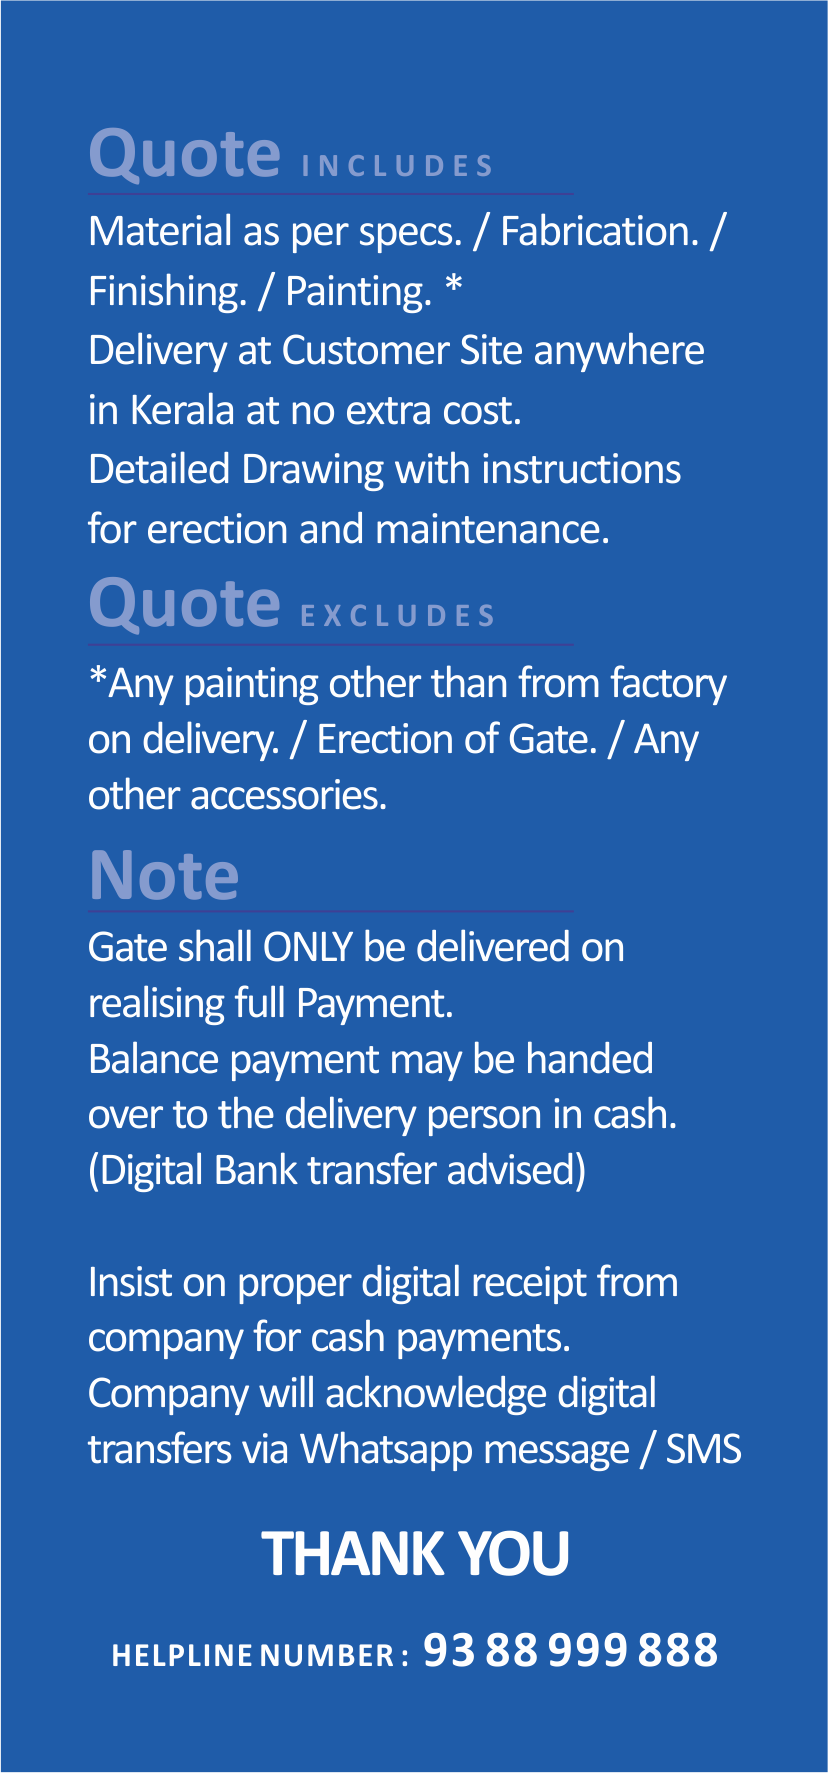 Quote INCLUDES
Material as per specs. / Fabrication. /
Finishing. / Painting. *
Delivery at Customer Site anywhere
in Kerala at no extra cost.
Detailed Drawing with instructions
for erection and maintenance.
Quote EXCLUDES
*Any painting other than from factory
on delivery. / Erection of Gate. / Any
other accessories.
Note
Gate shall ONLY be delivered on
realising full Payment.
Balance payment may be handed
over to the delivery person in cash.
(Digital Bank transfer advised)
Insist on proper digital receipt from
company for cash payments.
Company will acknowledge digital
transfers via Whatsapp message / SMS
THANK YOU
HELPLINE NUMBER : 93 88 999 888